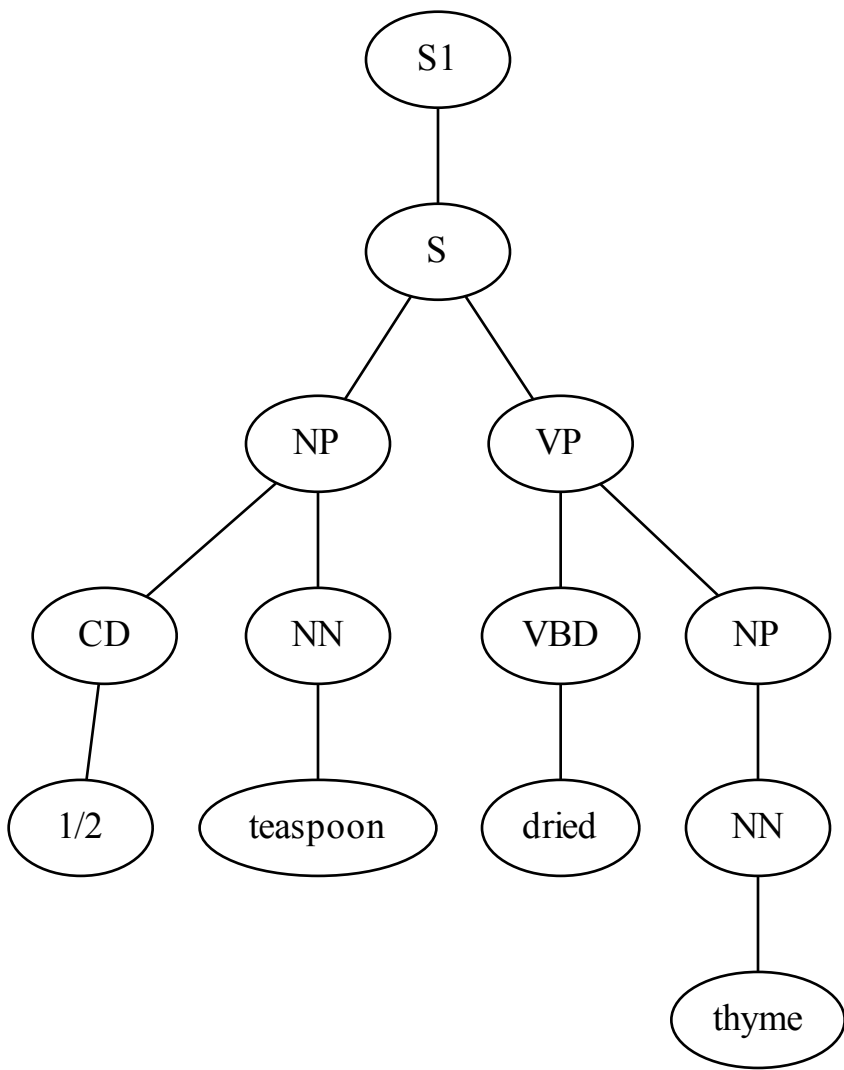 S1
S
NP VP
CD NN VBD NP
1/2 teaspoon dried NN
thyme